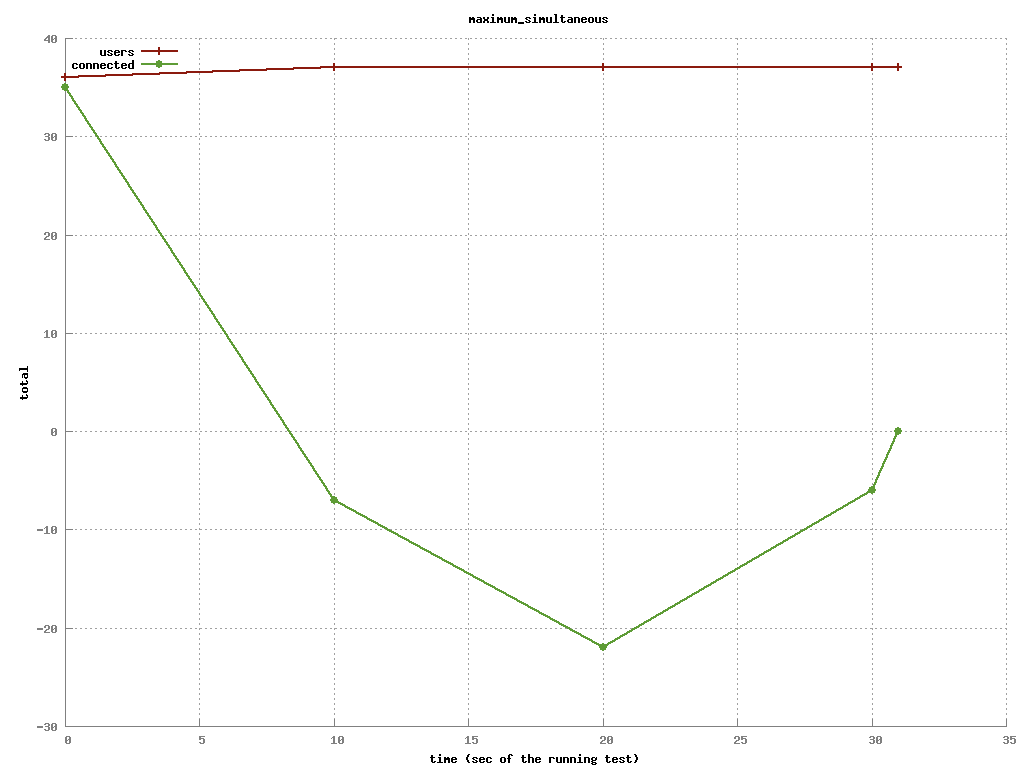 maximum_simultaneous
40
users
connected
30
20
10
total
0
-10
-20
-30
0 5 10 15 20 25 30 35
time (sec of the running test)